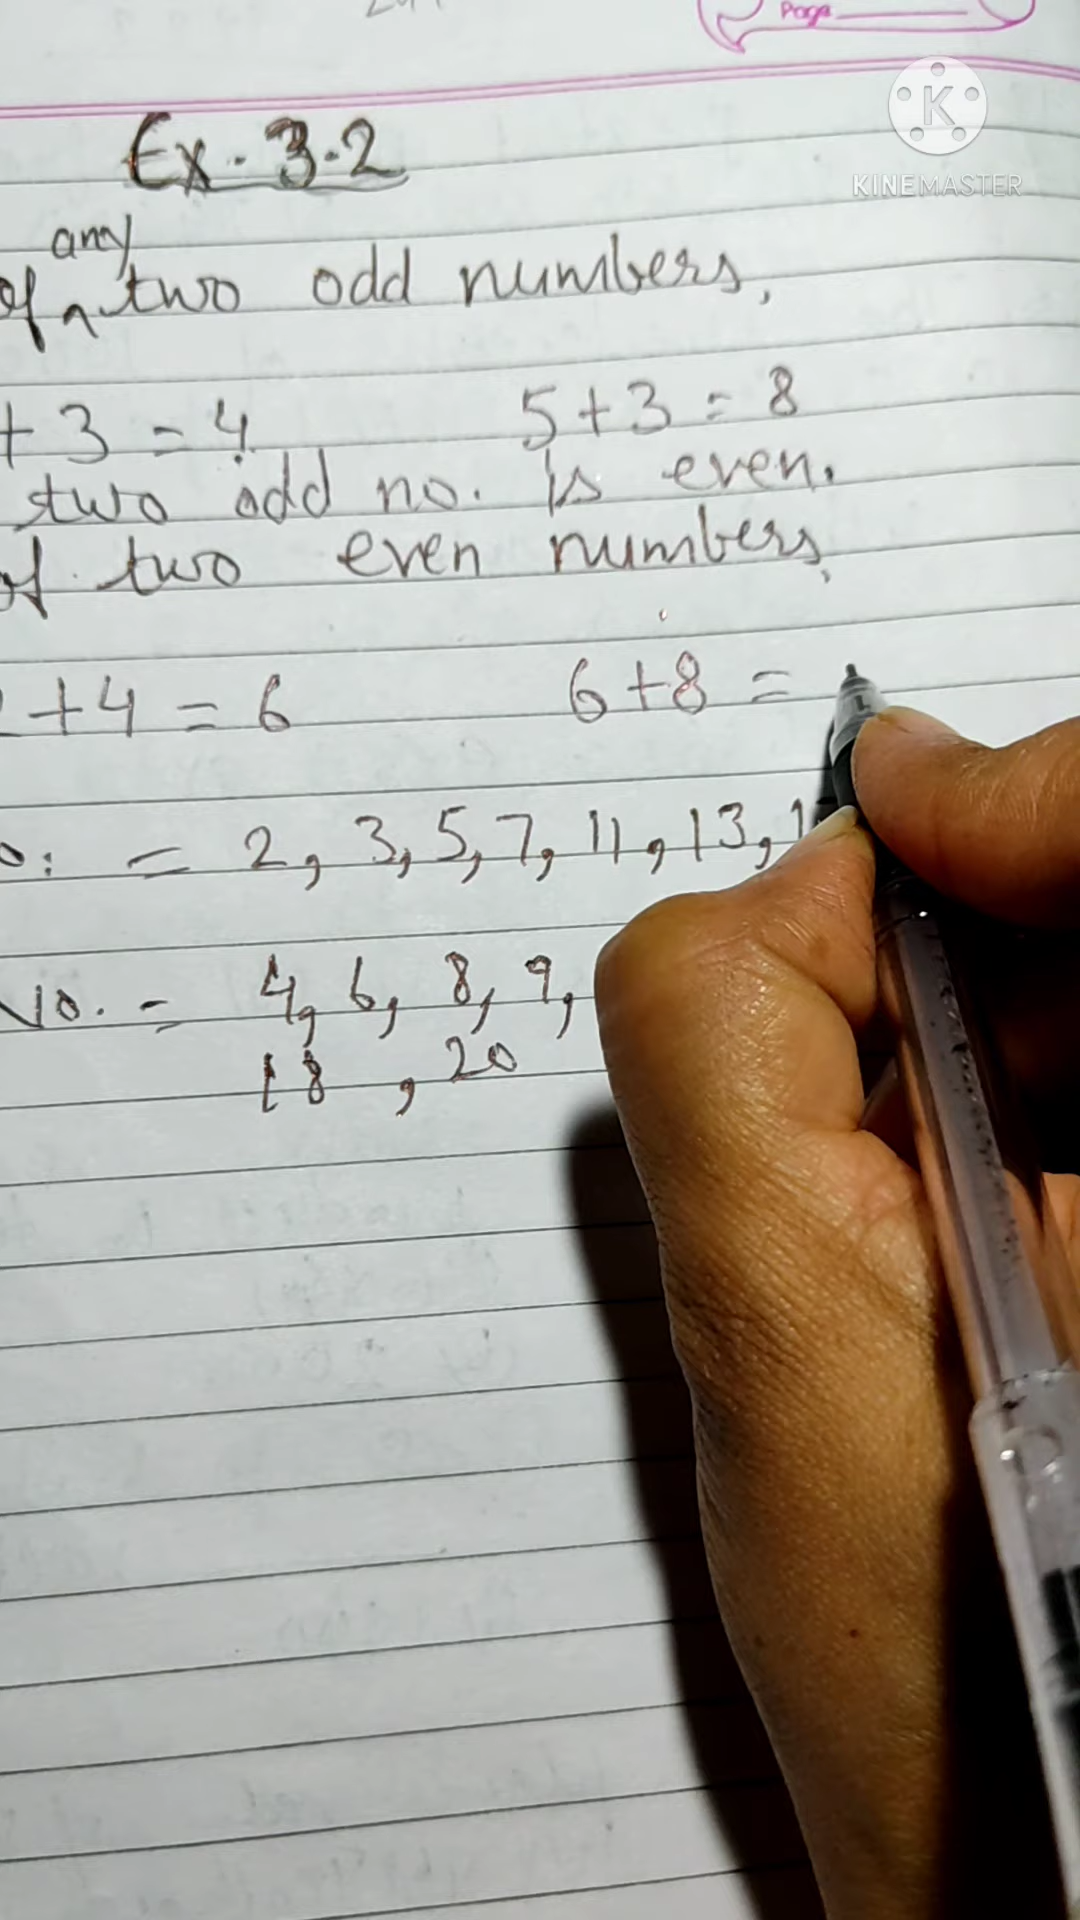 Page
KINEMASTER
Ex. 3.2
any
of two odd numbers,
+ 3 = 4 5+3 = 8
two odd no. is even.
of two even numbers,
+4 = 6 6+8 =
o: = 2, 3, 5, 7, 11, 13, 1
No. = 4, 6, 8, 9,
18 , 20